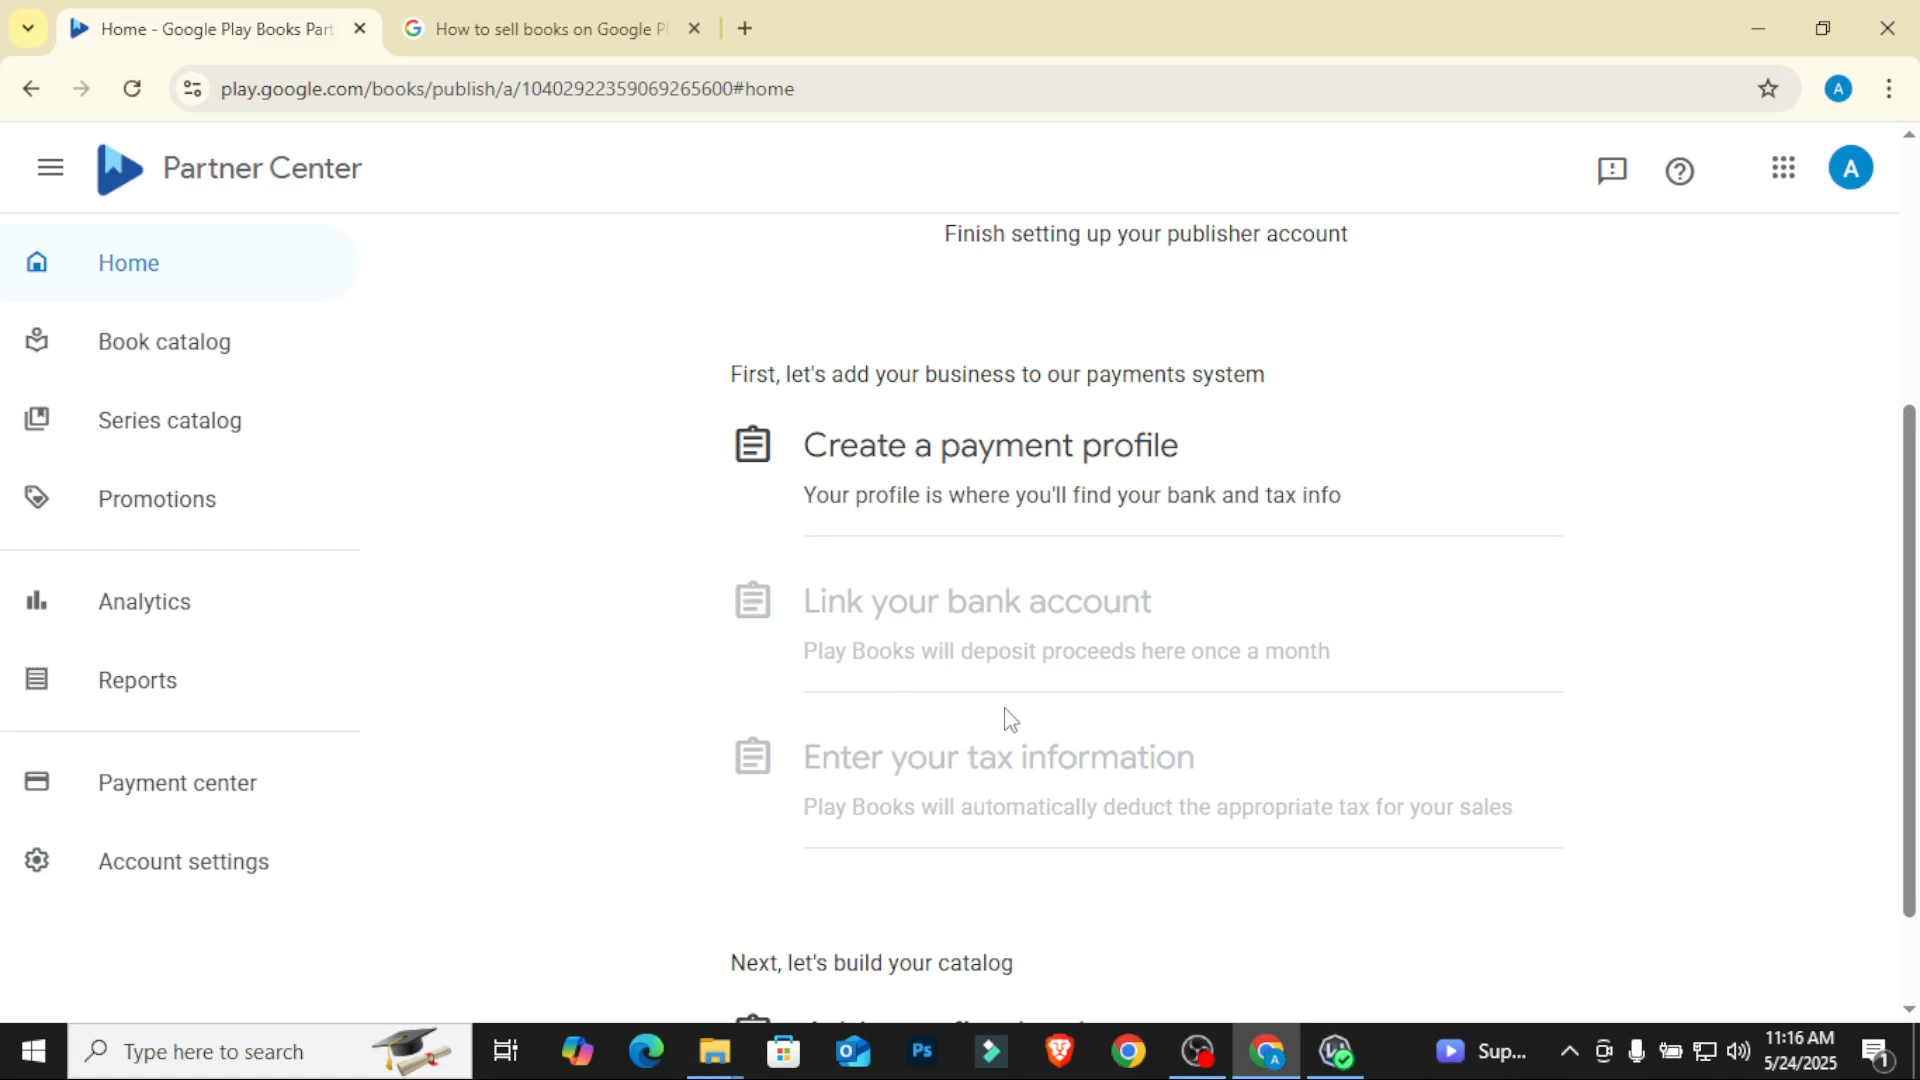 Home - Google Play Books Part
How to sell books on Google Pl
play.google.com/books/publish/a/10402922359069265600#home
A
Partner Center
A
Home
Book catalog
Series catalog
Promotions
Analytics
Reports
Payment center
Account settings
Finish setting up your publisher account
First, let's add your business to our payments system
Create a payment profile
Your profile is where you'll find your bank and tax info
Link your bank account
Play Books will deposit proceeds here once a month
Enter your tax information
Play Books will automatically deduct the appropriate tax for your sales
Next, let's build your catalog
Type here to search
Ps
A
Sup...
11:16 AM
5/24/2025
1